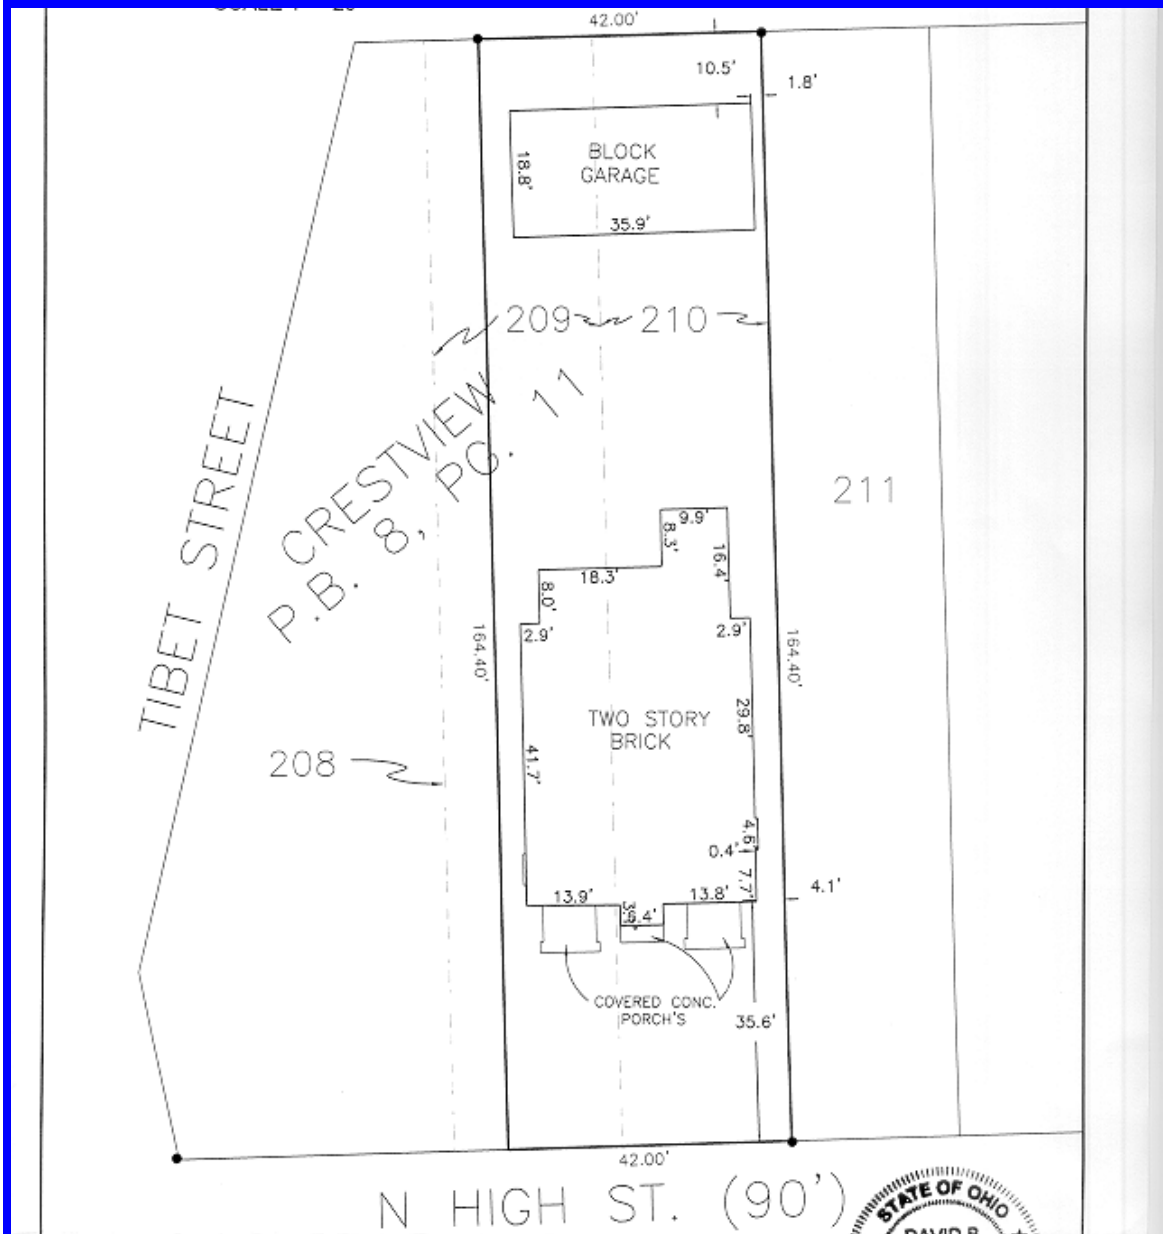 42.00'
10.5'
1.8'
BLOCK
GARAGE
18.8'
35.9'
209
210
CRESTVIEW
P.B. 8, PG. 11
TIBET STREET
211
9.9'
8.3'
16.4'
18.3'
8.0'
2.9'
2.9'
164.40'
164.40'
29.8'
TWO STORY
BRICK
41.7'
208
4.6'
0.4'
7.7'
4.1'
13.9'
13.8'
COVERED CONC.
PORCH'S
35.6'
42.00'
N HIGH ST. (90')
STATE OF OHIO